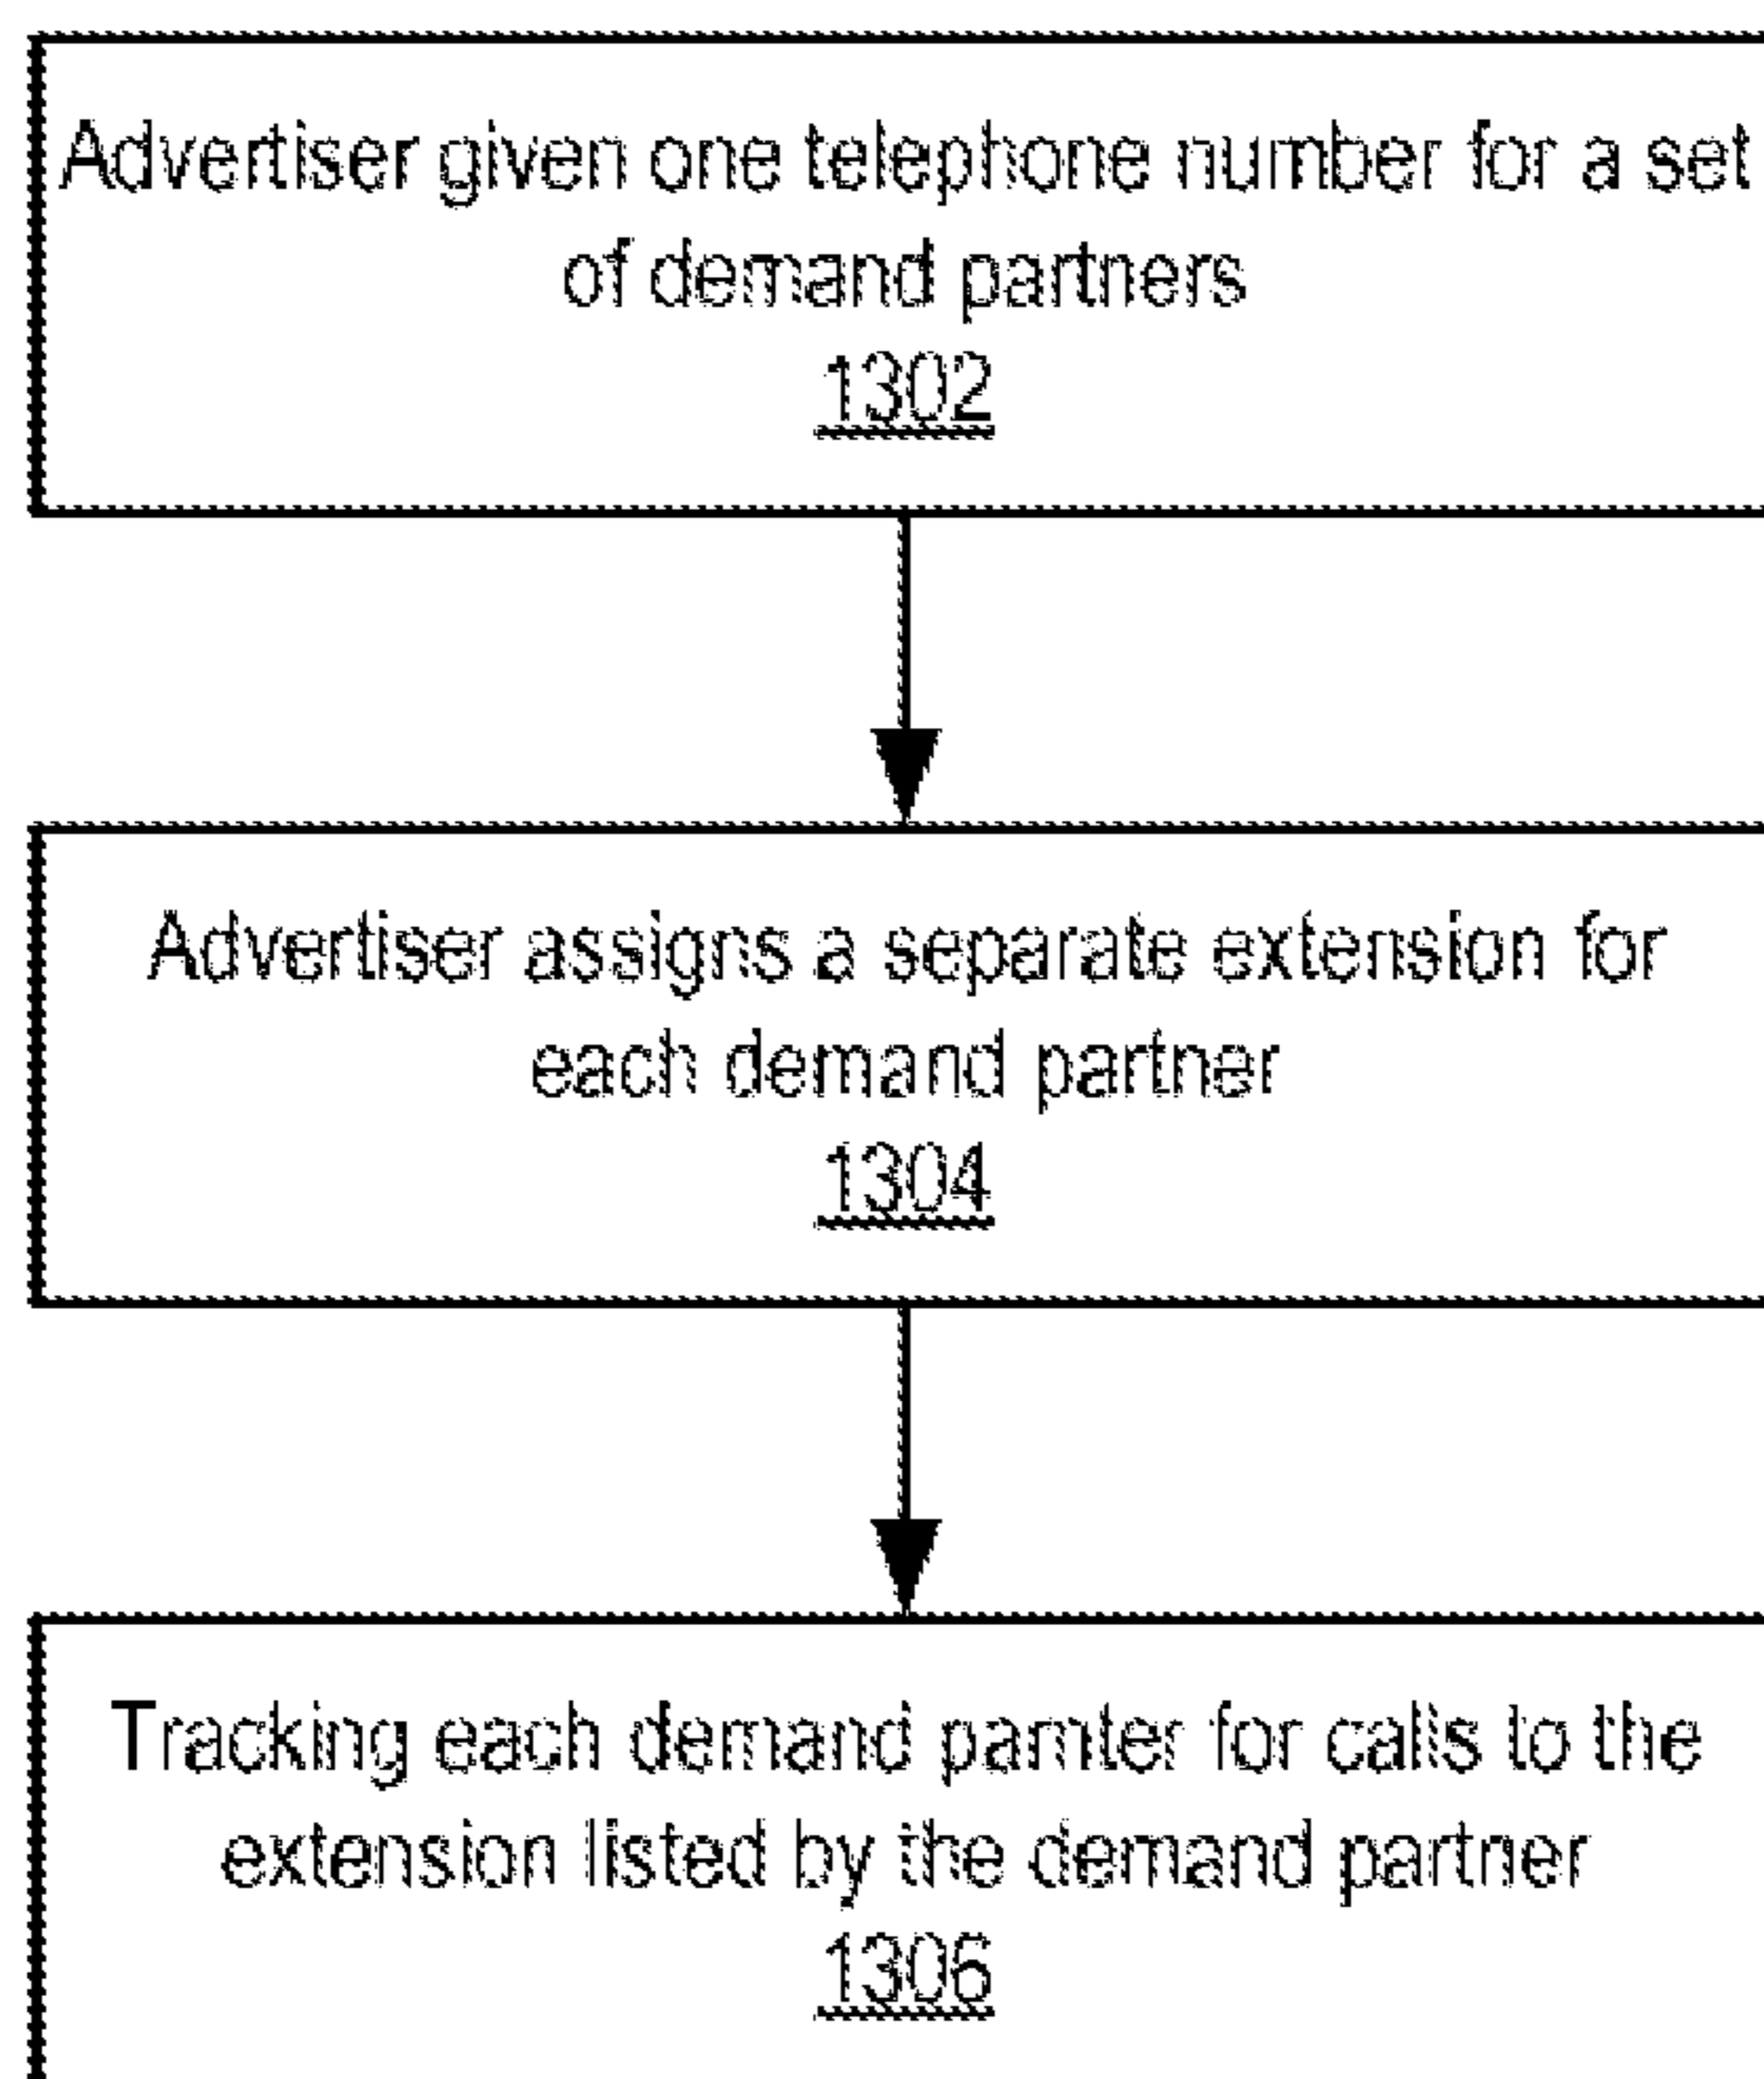 Advertiser given one telephone number for a set
of demand partners
1302
Advertiser assigns a separate extension for
each demand partner
1304
Tracking each demand parnter for calls to the
extension listed by the demand partner
1306